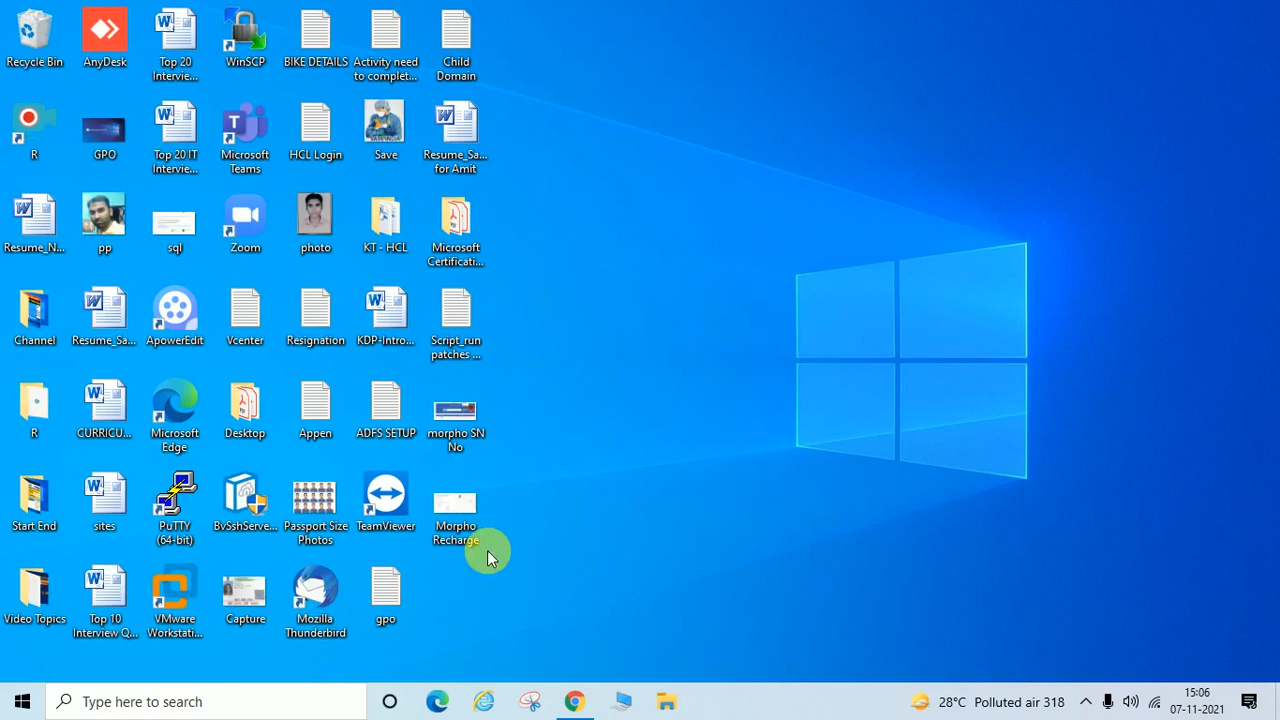 Recycle Bin
AnyDesk
Top 20
Intervie...
WinSCP
BIKE DETAILS
Activity need
to complet...
Child
Domain
R
GPO
Top 20 IT
Intervie...
Microsoft
Teams
HCL Login
Save
Resume_Sa...
for Amit
Resume_N...
pp
sql
Zoom
photo
KT - HCL
Microsoft
Certificati...
Channel
Resume_Sa...
ApowerEdit
Vcenter
Resignation
KDP-Intro...
Script_run
patches ...
R
CURRICU...
Microsoft
Edge
Desktop
Appen
ADFS SETUP
morpho SN
No
Start End
sites
PuTTY
(64-bit)
BvSshServe...
Passport Size
Photos
TeamViewer
Morpho
Recharge
Video Topics
Top 10
Interview Q...
VMware
Workstati...
Capture
Mozilla
Thunderbird
gpo
Type here to search
28°C Polluted air 318
15:06
07-11-2021